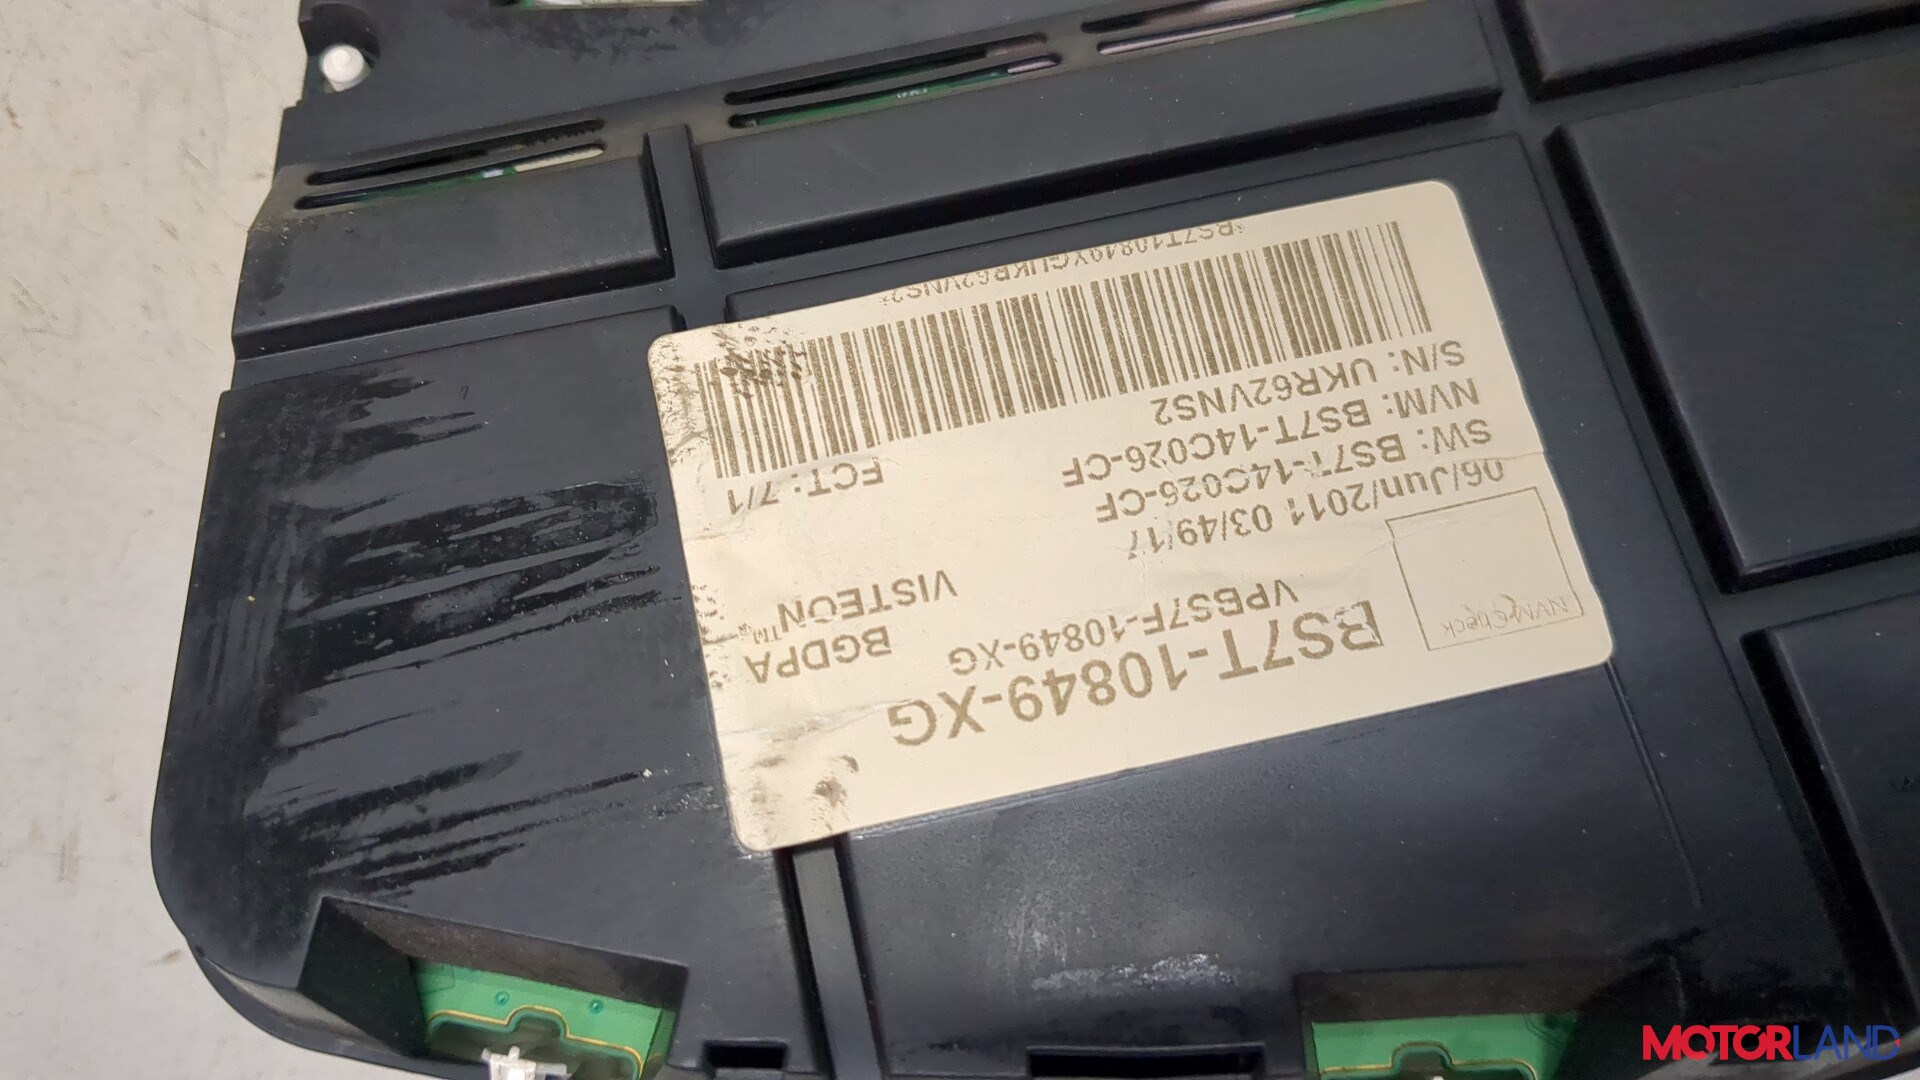 BS7T-10849-XG
VPBS7F-10849-XG
BGDPA
VISTEON™
NVM Check
06/Jun/2011 03/49/17
SW: BS7T-14C026-CF
NVM: BS7T-14C026-CF
S/N: UKR62VNS2
FCT: 7/1
*BS7T10849XGUKR62VNS2*
MOTORLAND